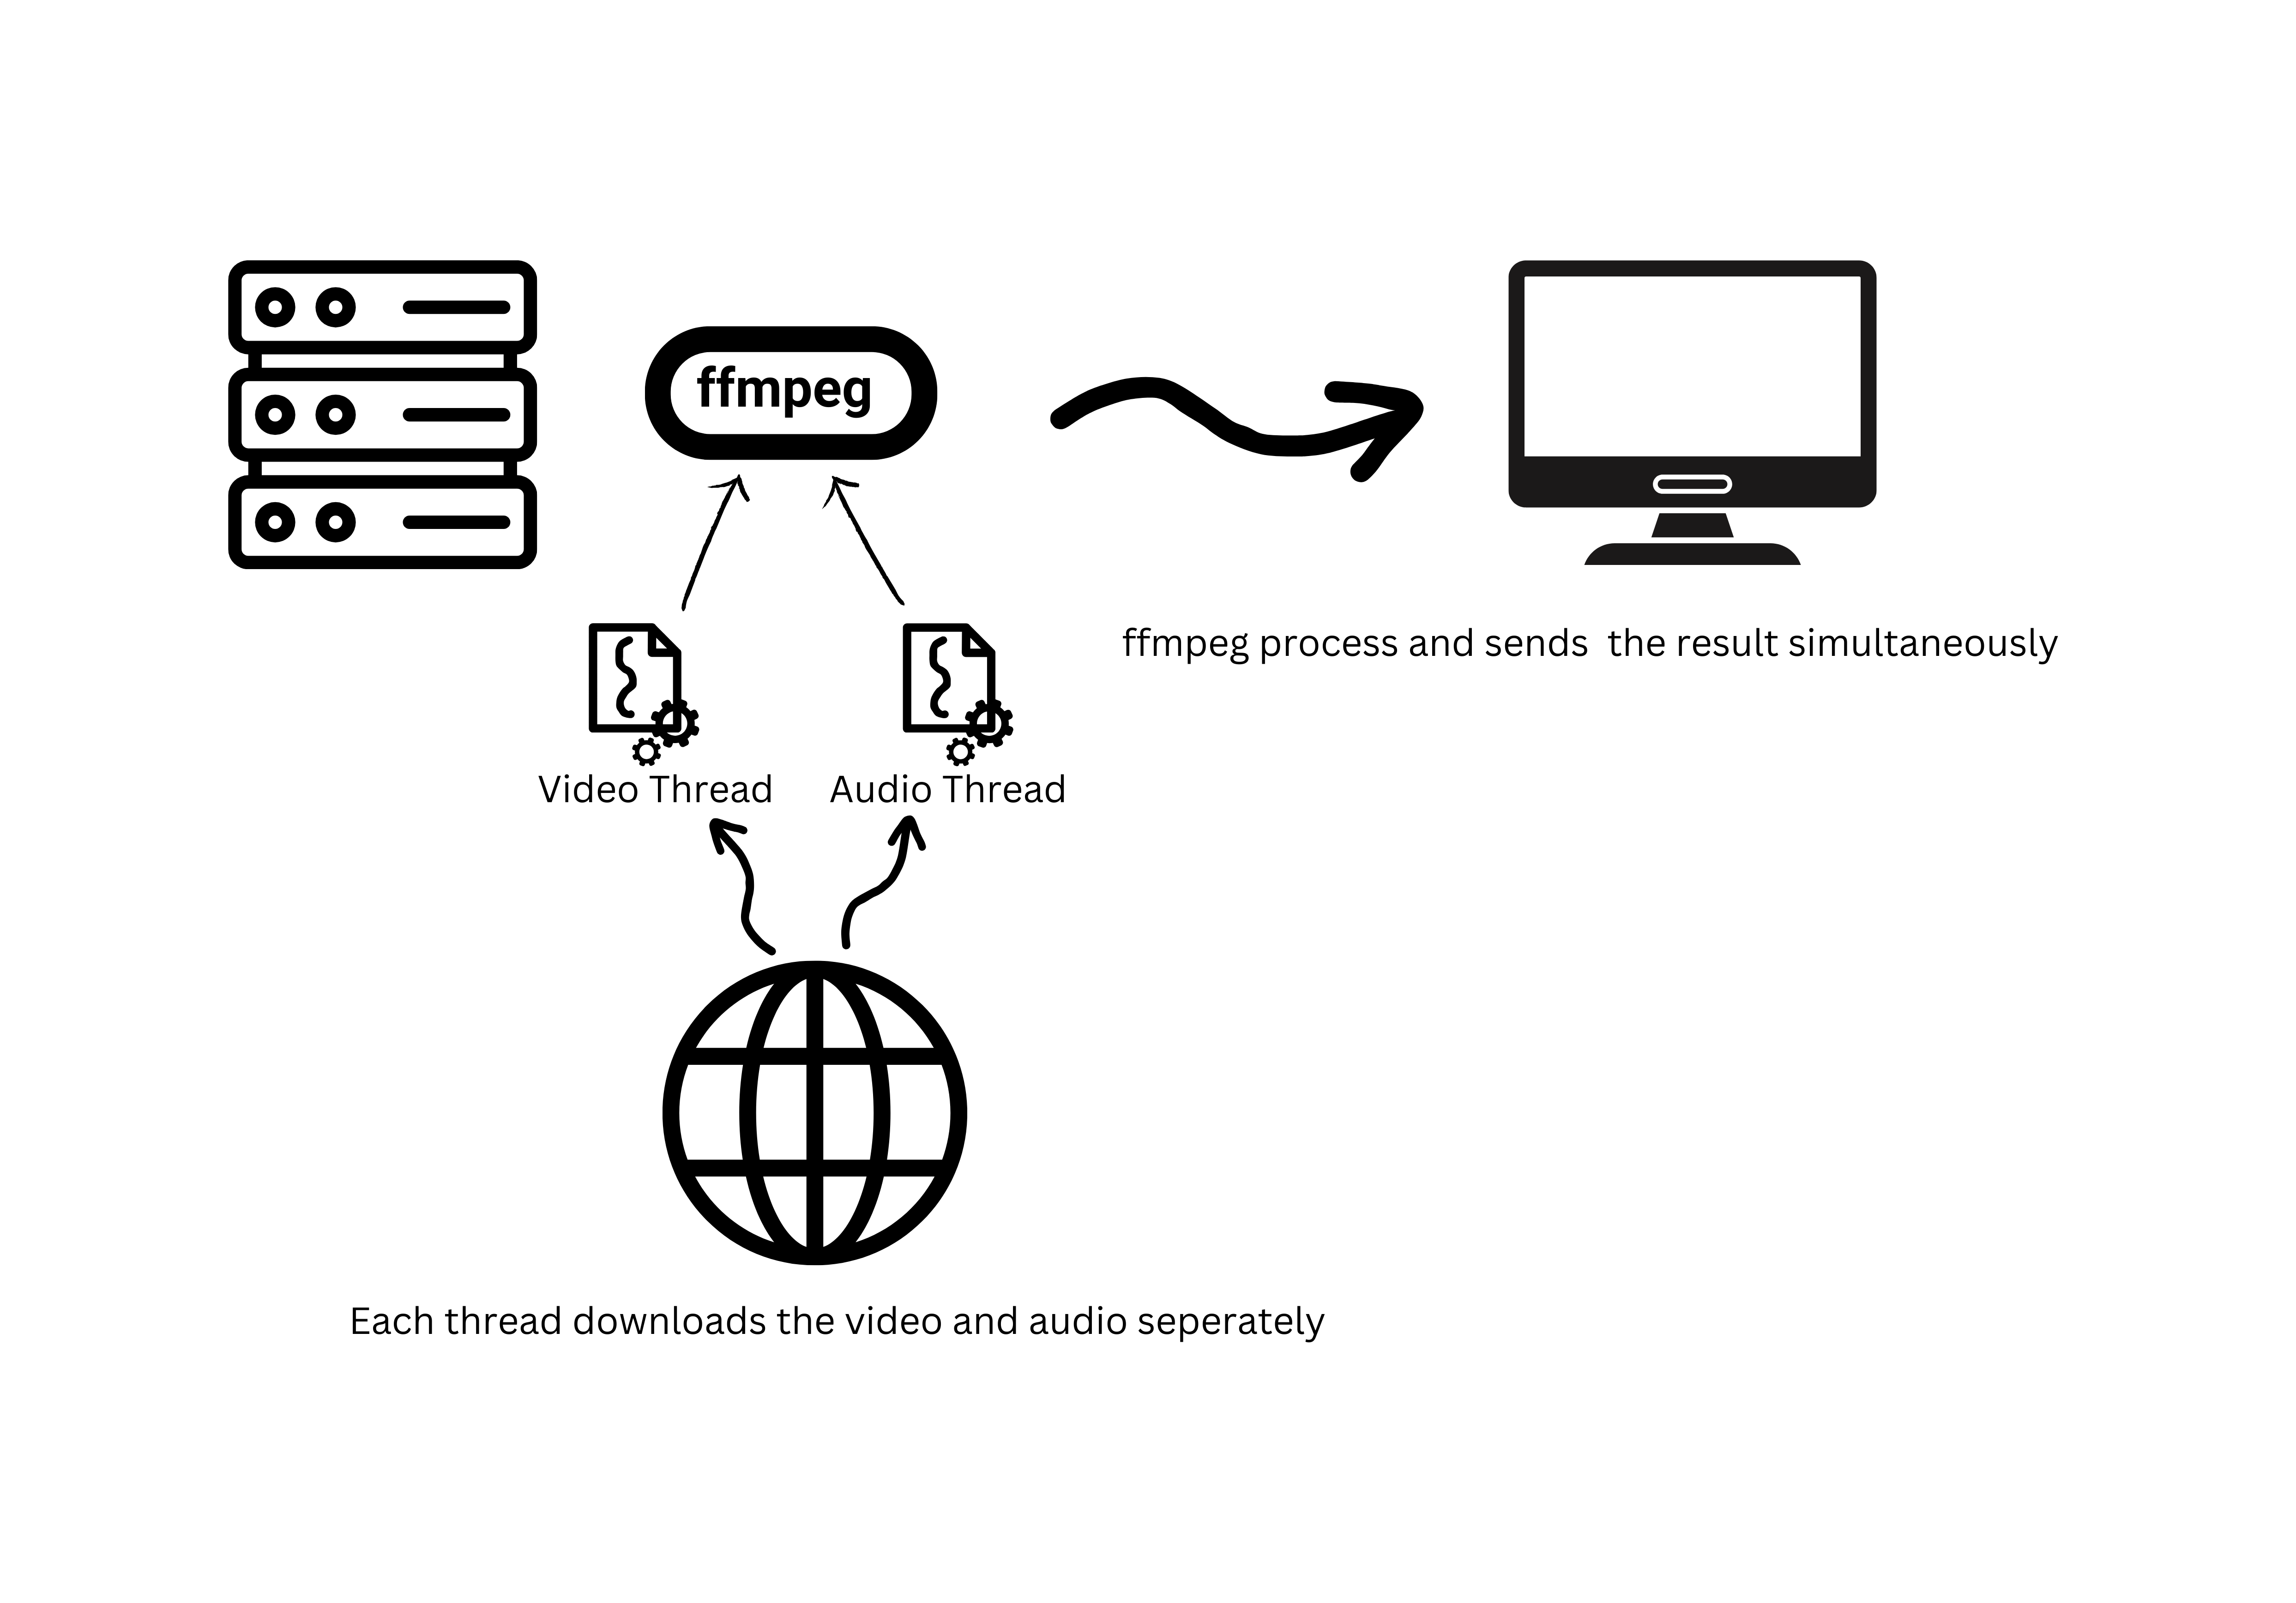 ffmpeg
ffmpeg process and sends  the result simultaneously
Video Thread
Audio Thread
Each thread downloads the video and audio seperately